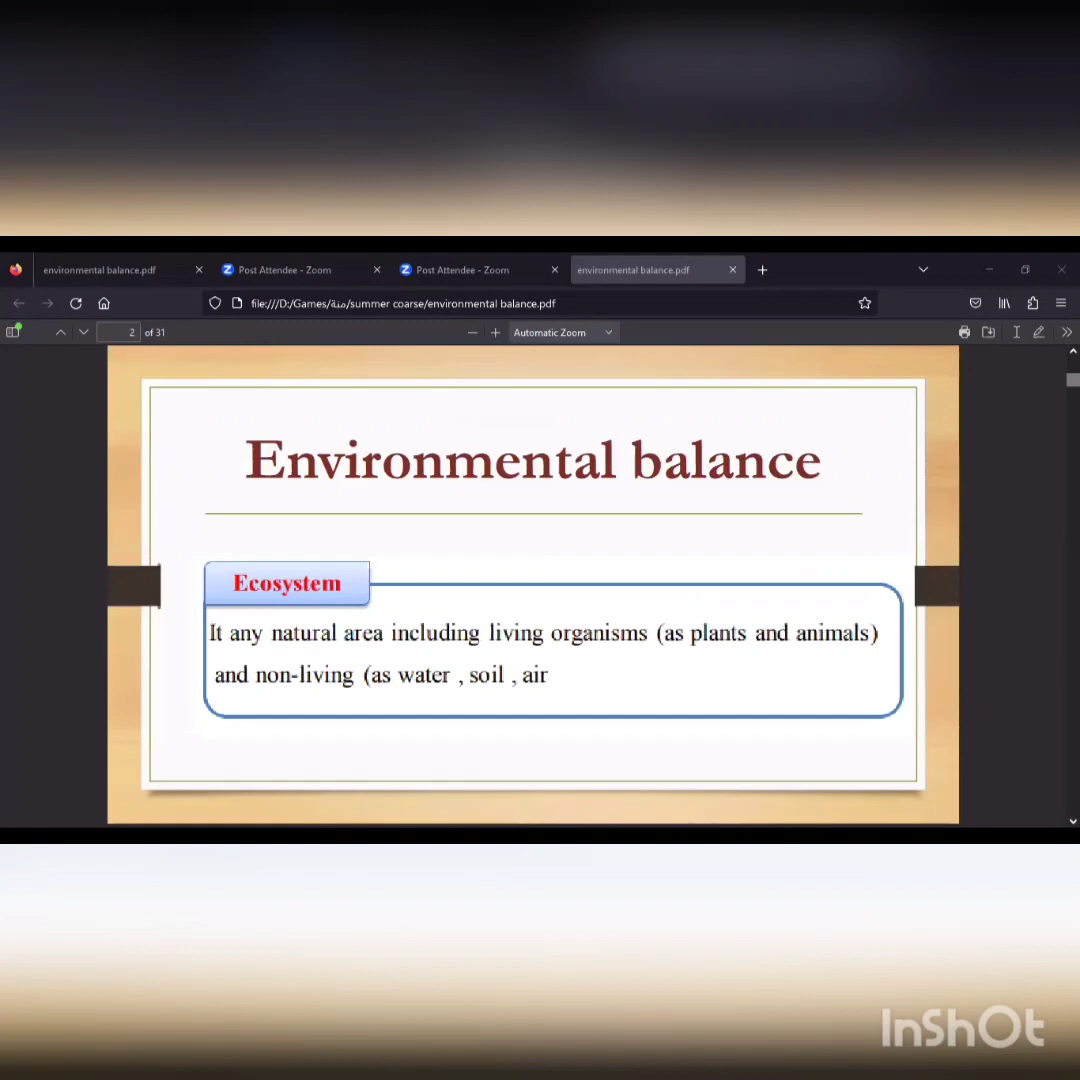 environmental balance.pdf
Post Attendee - Zoom
Post Attendee - Zoom
environmental balance.pdf
file:///D:/Games/منة/summer coarse/environmental balance.pdf
2 of 31
Automatic Zoom
Environmental balance
Ecosystem
It any natural area including living organisms (as plants and animals)
and non-living (as water , soil , air
InShOt